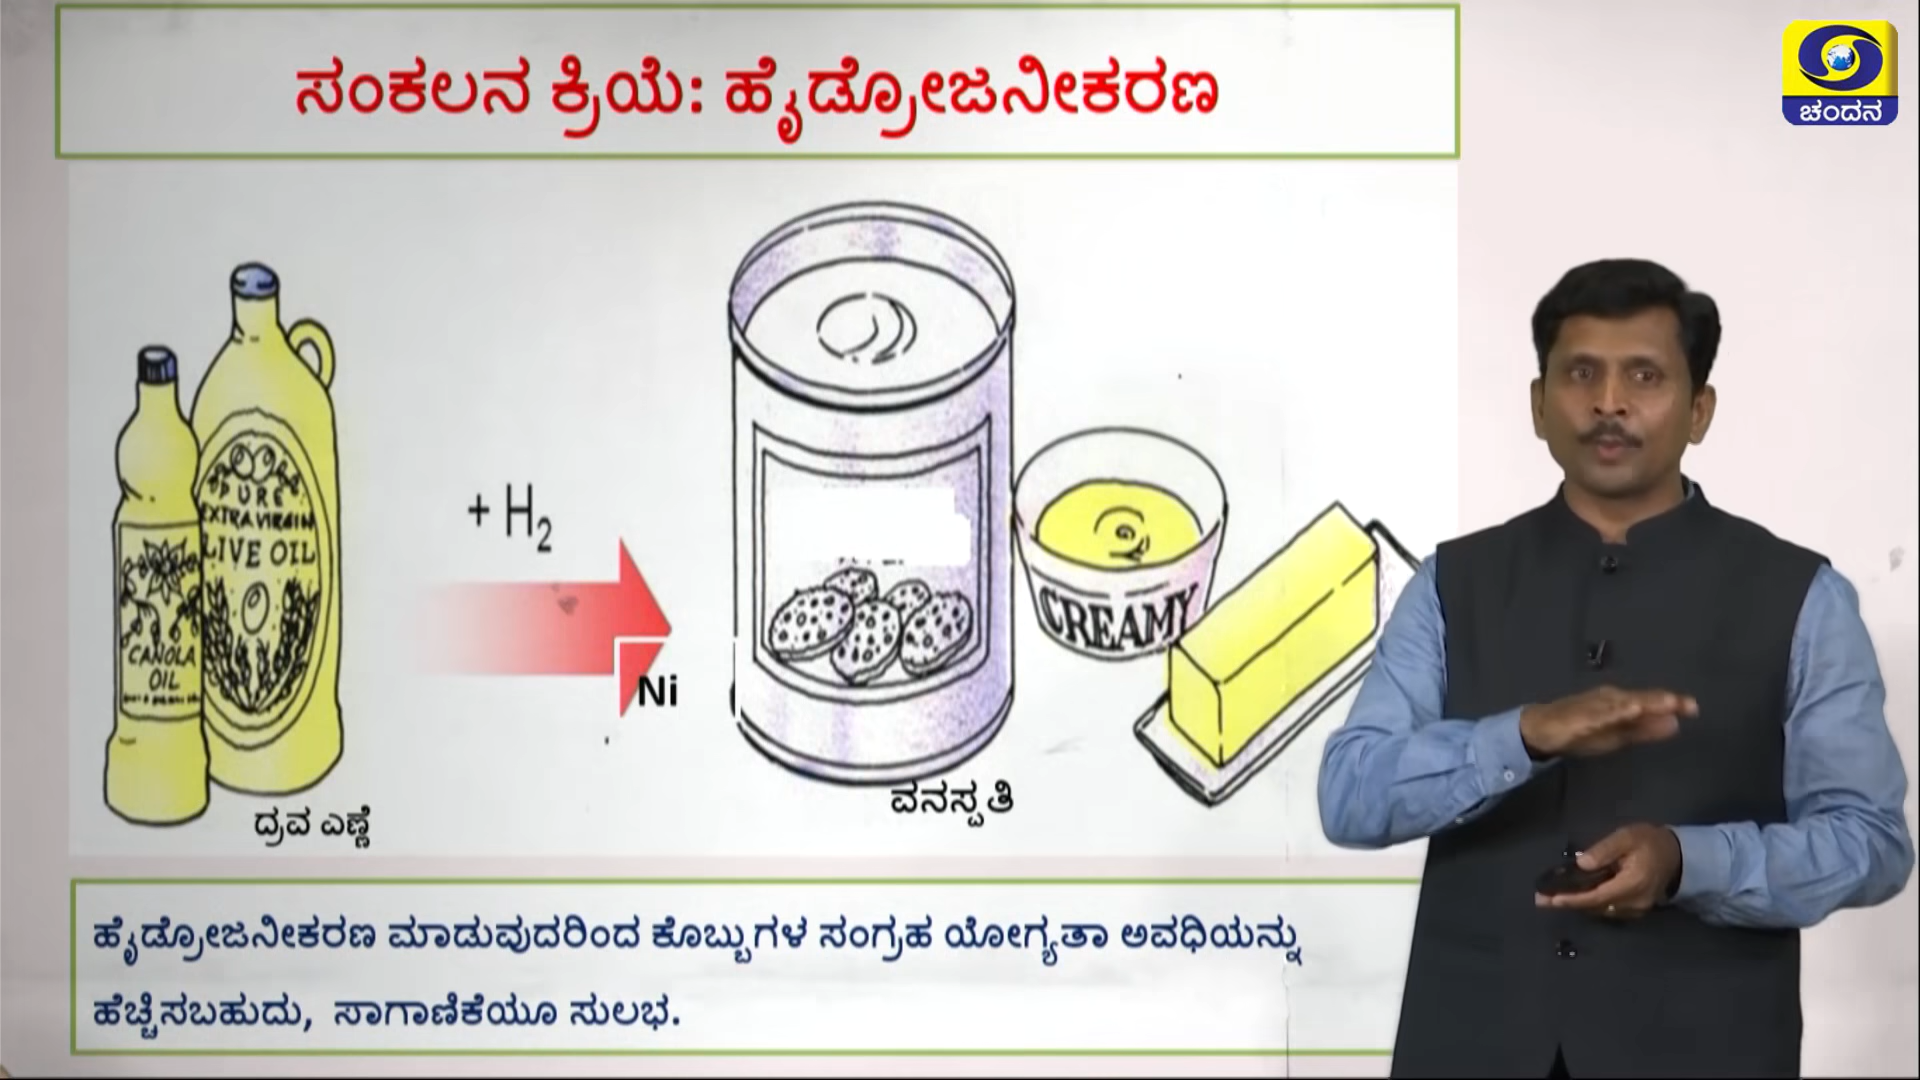 ಸಂಕಲನ ಕ್ರಿಯೆ: ಹೈಡ್ರೋಜನೀಕರಣ
ಚಂದನ
PURE
EXTRA VIRGIN
LIVE OIL
CANOLA
OIL
+ H2
Ni
CREAMY
ದ್ರವ ಎಣ್ಣೆ
ವನಸ್ಪತಿ
ಹೈಡ್ರೋಜನೀಕರಣ ಮಾಡುವುದರಿಂದ ಕೊಬ್ಬುಗಳ ಸಂಗ್ರಹ ಯೋಗ್ಯತಾ ಅವಧಿಯನ್ನು
ಹೆಚ್ಚಿಸಬಹುದು, ಸಾಗಾಣಿಕೆಯೂ ಸುಲಭ.